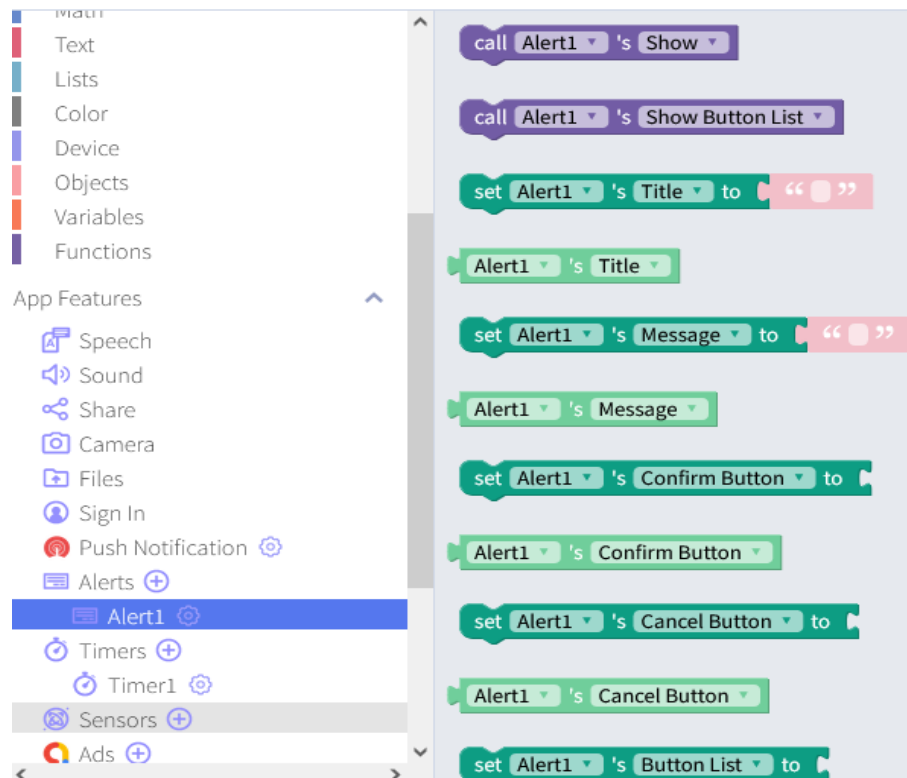 Math
Text
Lists
Color
Device
Objects
Variables
Functions
App Features
Speech
Sound
Share
Camera
Files
Sign In
Push Notification
Alerts
Alert1
Timers
Timer1
Sensors
Ads
call Alert1 's Show
call Alert1 's Show Button List
set Alert1 's Title to “ ”
Alert1 's Title
set Alert1 's Message to “ ”
Alert1 's Message
set Alert1 's Confirm Button to
Alert1 's Confirm Button
set Alert1 's Cancel Button to
Alert1 's Cancel Button
set Alert1 's Button List to